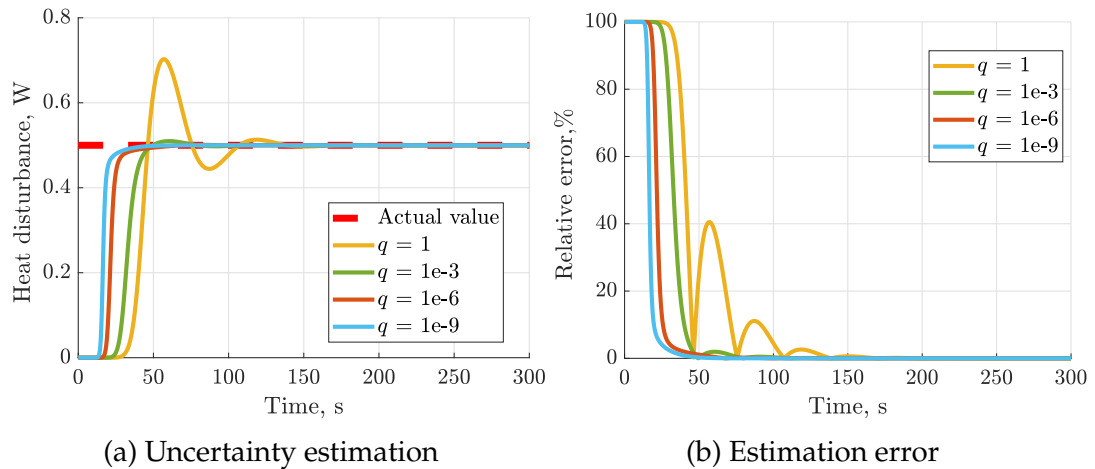 0.8
0.6
0.4
0.2
0
Heat disturbance, W
0 50 100 150 200 250 300
Time, s
Actual value
q = 1
q = 1e-3
q = 1e-6
q = 1e-9
(a) Uncertainty estimation
100
80
60
40
20
0
Relative error,%
0 50 100 150 200 250 300
Time, s
q = 1
q = 1e-3
q = 1e-6
q = 1e-9
(b) Estimation error